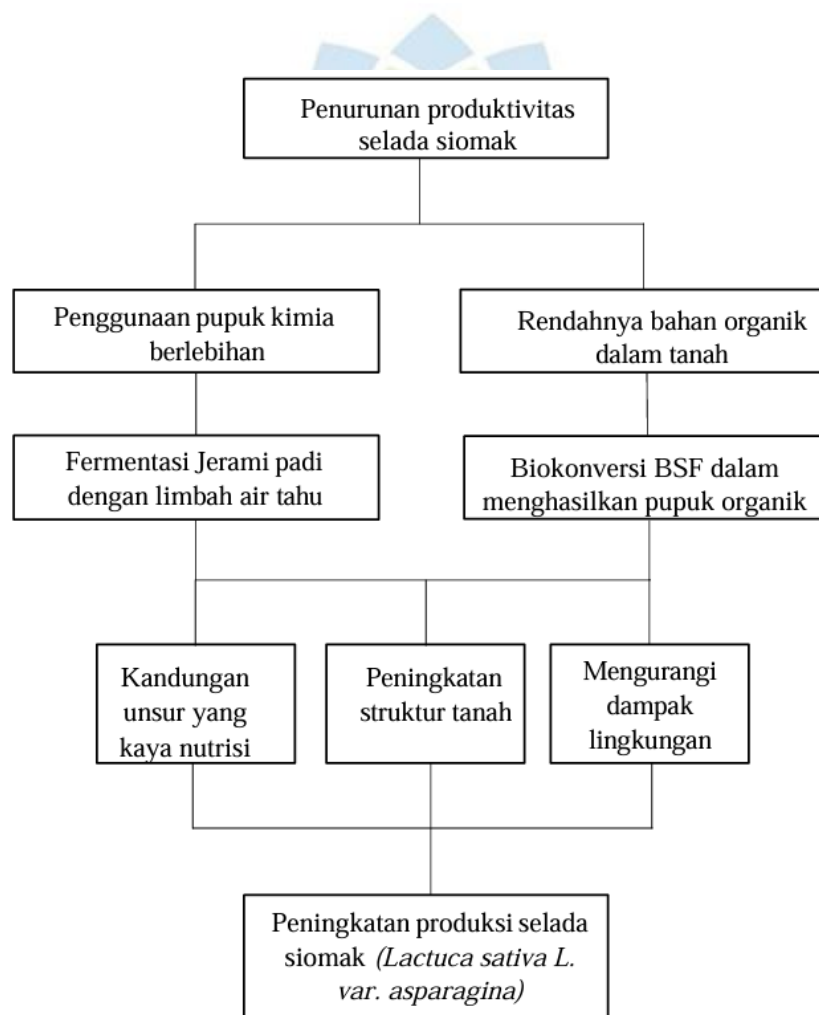 Penurunan produktivitas
selada siomak
Penggunaan pupuk kimia
berlebihan
Rendahnya bahan organik
dalam tanah
Fermentasi Jerami padi
dengan limbah air tahu
Biokonversi BSF dalam
menghasilkan pupuk organik
Kandungan
unsur yang
kaya nutrisi
Peningkatan
struktur tanah
Mengurangi
dampak
lingkungan
Peningkatan produksi selada
siomak (Lactuca sativa L.
var. asparagina)